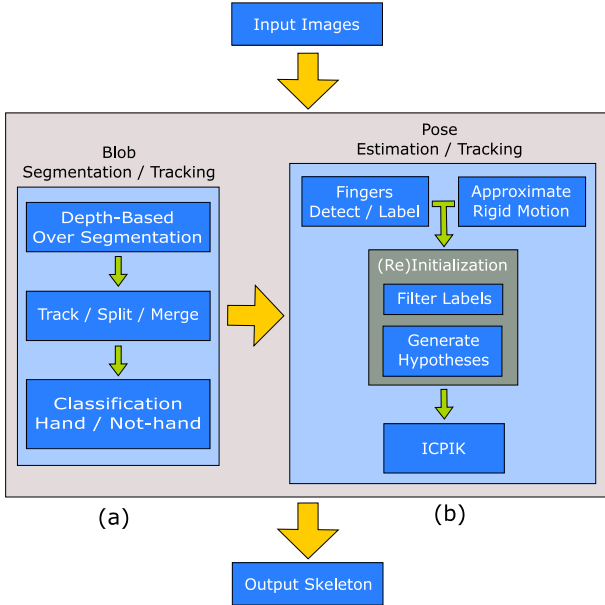 Input Images
Blob
Segmentation / Tracking
Depth-Based
Over Segmentation
Track / Split / Merge
Classification
Hand / Not-hand
(a)
Pose
Estimation / Tracking
Fingers
Detect / Label
Approximate
Rigid Motion
(Re)Initialization
Filter Labels
Generate
Hypotheses
ICPIK
(b)
Output Skeleton